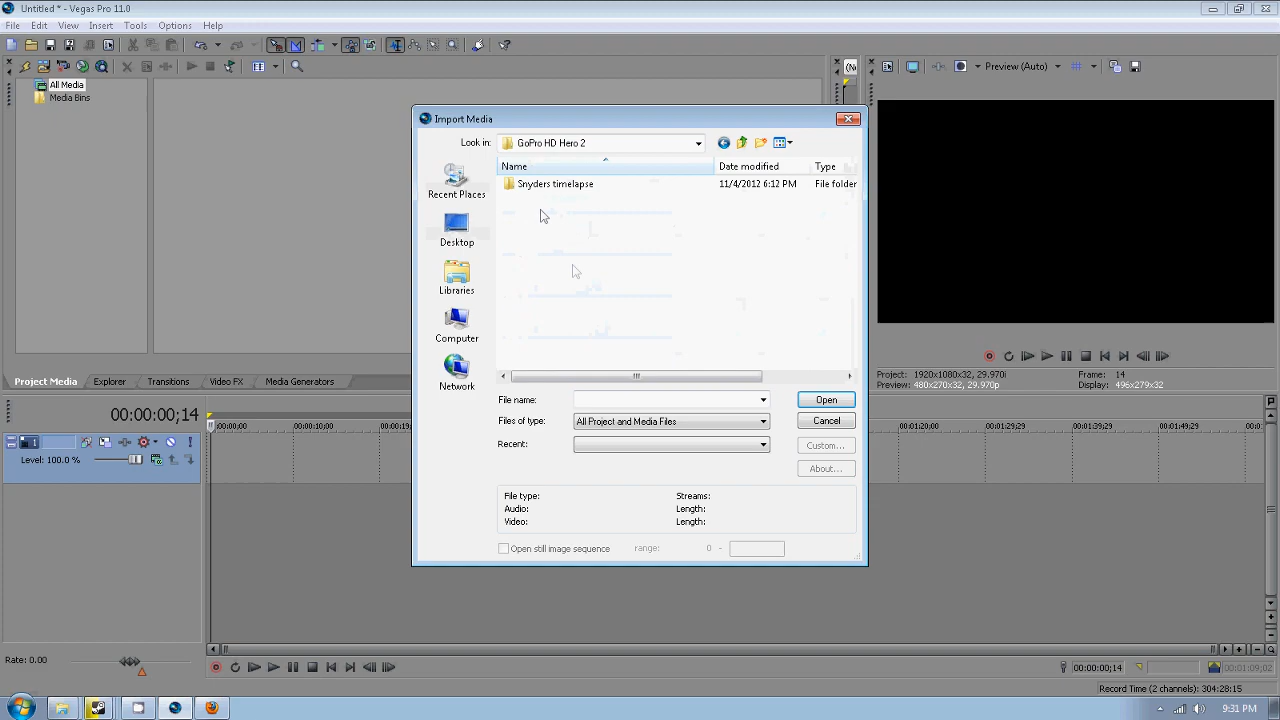 Untitled * - Vegas Pro 11.0
File Edit View Insert Tools Options Help
All Media
Media Bins
Preview (Auto)
Import Media
Look in: GoPro HD Hero 2
Name Date modified Type
Snyders timelapse 11/4/2012 6:12 PM File folder
Recent Places
Desktop
Libraries
Computer
Network
File name: Open
Files of type: All Project and Media Files Cancel
Recent: Custom...
About...
File type: Streams:
Audio: Length:
Video: Length:
Open still image sequence range: 0 -
Project: 1920x1080x32, 29.970i Frame: 14
Preview: 480x270x32, 29.970p Display: 496x279x32
Project Media Explorer Transitions Video FX Media Generators
00:00:00;14
00:00:00 00:00:10;00 00:01:20;00 00:01:29;29 00:01:39;29 00:01:49;29
1
Level: 100.0 %
Rate: 0.00
00:00:00;14 00:01:09;02
Record Time (2 channels): 304:28:15
9:31 PM